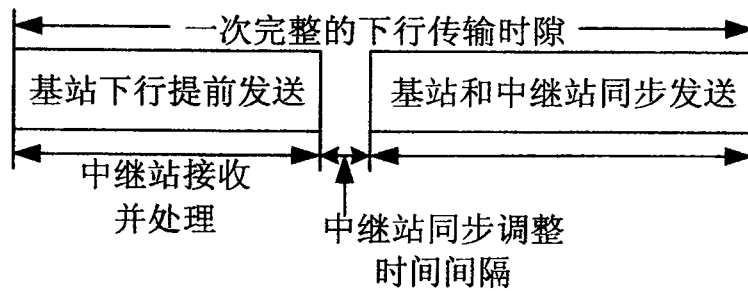 一次完整的下行传输时隙
基站下行提前发送
基站和中继站同步发送
中继站接收
并处理
中继站同步调整
时间间隔